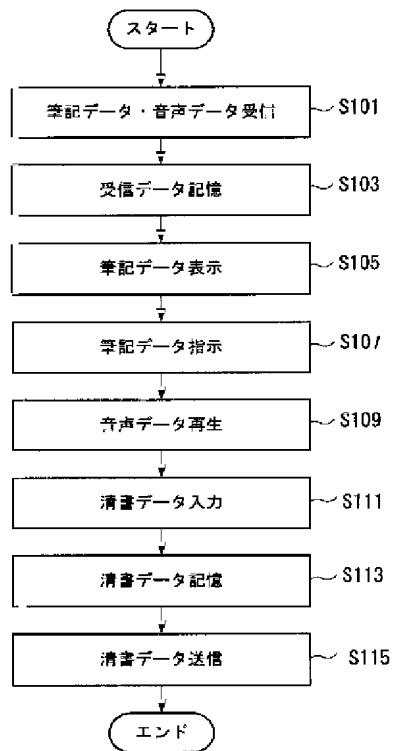 スタート
筆記データ・音声データ受信 S101
受信データ記憶 S103
筆記データ表示 S105
筆記データ指示 S107
音声データ再生 S109
清書データ入力 S111
清書データ記憶 S113
清書データ送信 S115
エンド